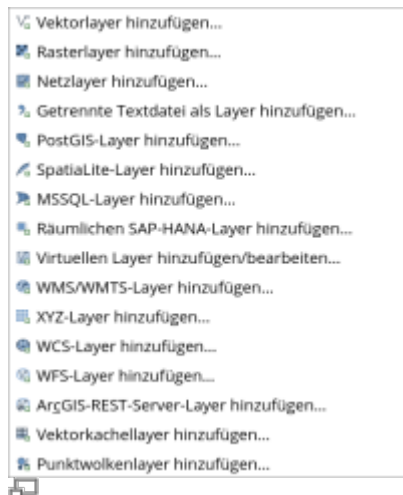 Vektorlayer hinzufügen...
Rasterlayer hinzufügen...
Netzlayer hinzufügen...
Getrennte Textdatei als Layer hinzufügen...
PostGIS-Layer hinzufügen...
SpatiaLite-Layer hinzufügen...
MSSQL-Layer hinzufügen...
Räumlichen SAP-HANA-Layer hinzufügen...
Virtuellen Layer hinzufügen/bearbeiten...
WMS/WMTS-Layer hinzufügen...
XYZ-Layer hinzufügen...
WCS-Layer hinzufügen...
WFS-Layer hinzufügen...
ArcGIS-REST-Server-Layer hinzufügen...
Vektorkachellayer hinzufügen...
Punktwolkenlayer hinzufügen...